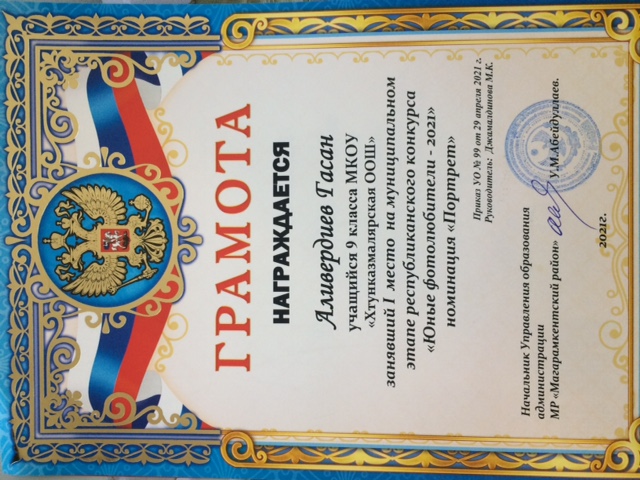 ГРАМОТА
НАГРАЖДАЕТСЯ
Аливердиев Гасан
учащийся 9 класса МКОУ
«Хтунказмалярская ООШ»
занявший I место на муниципальном
этапе республиканского конкурса
«Юные фотолюбители - 2021»
номинация «Портрет»
Приказ УО № 99 от 29 апреля 2021 г.
Руководитель: Джамалдинова М.К.
Начальник Управления образования
администрации
МР «Магарамкентский район» У.М.Абейдуллаев.
2021г.